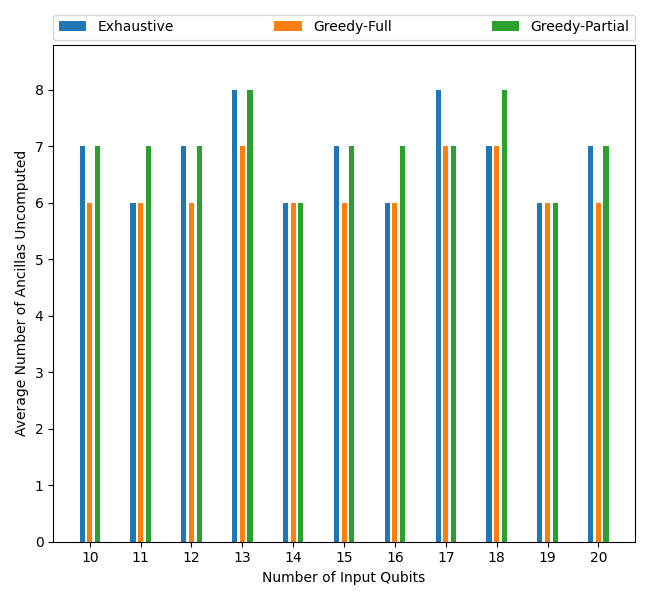 Exhaustive Greedy-Full Greedy-Partial
Average Number of Ancillas Uncomputed
8
7
6
5
4
3
2
1
0
10 11 12 13 14 15 16 17 18 19 20
Number of Input Qubits